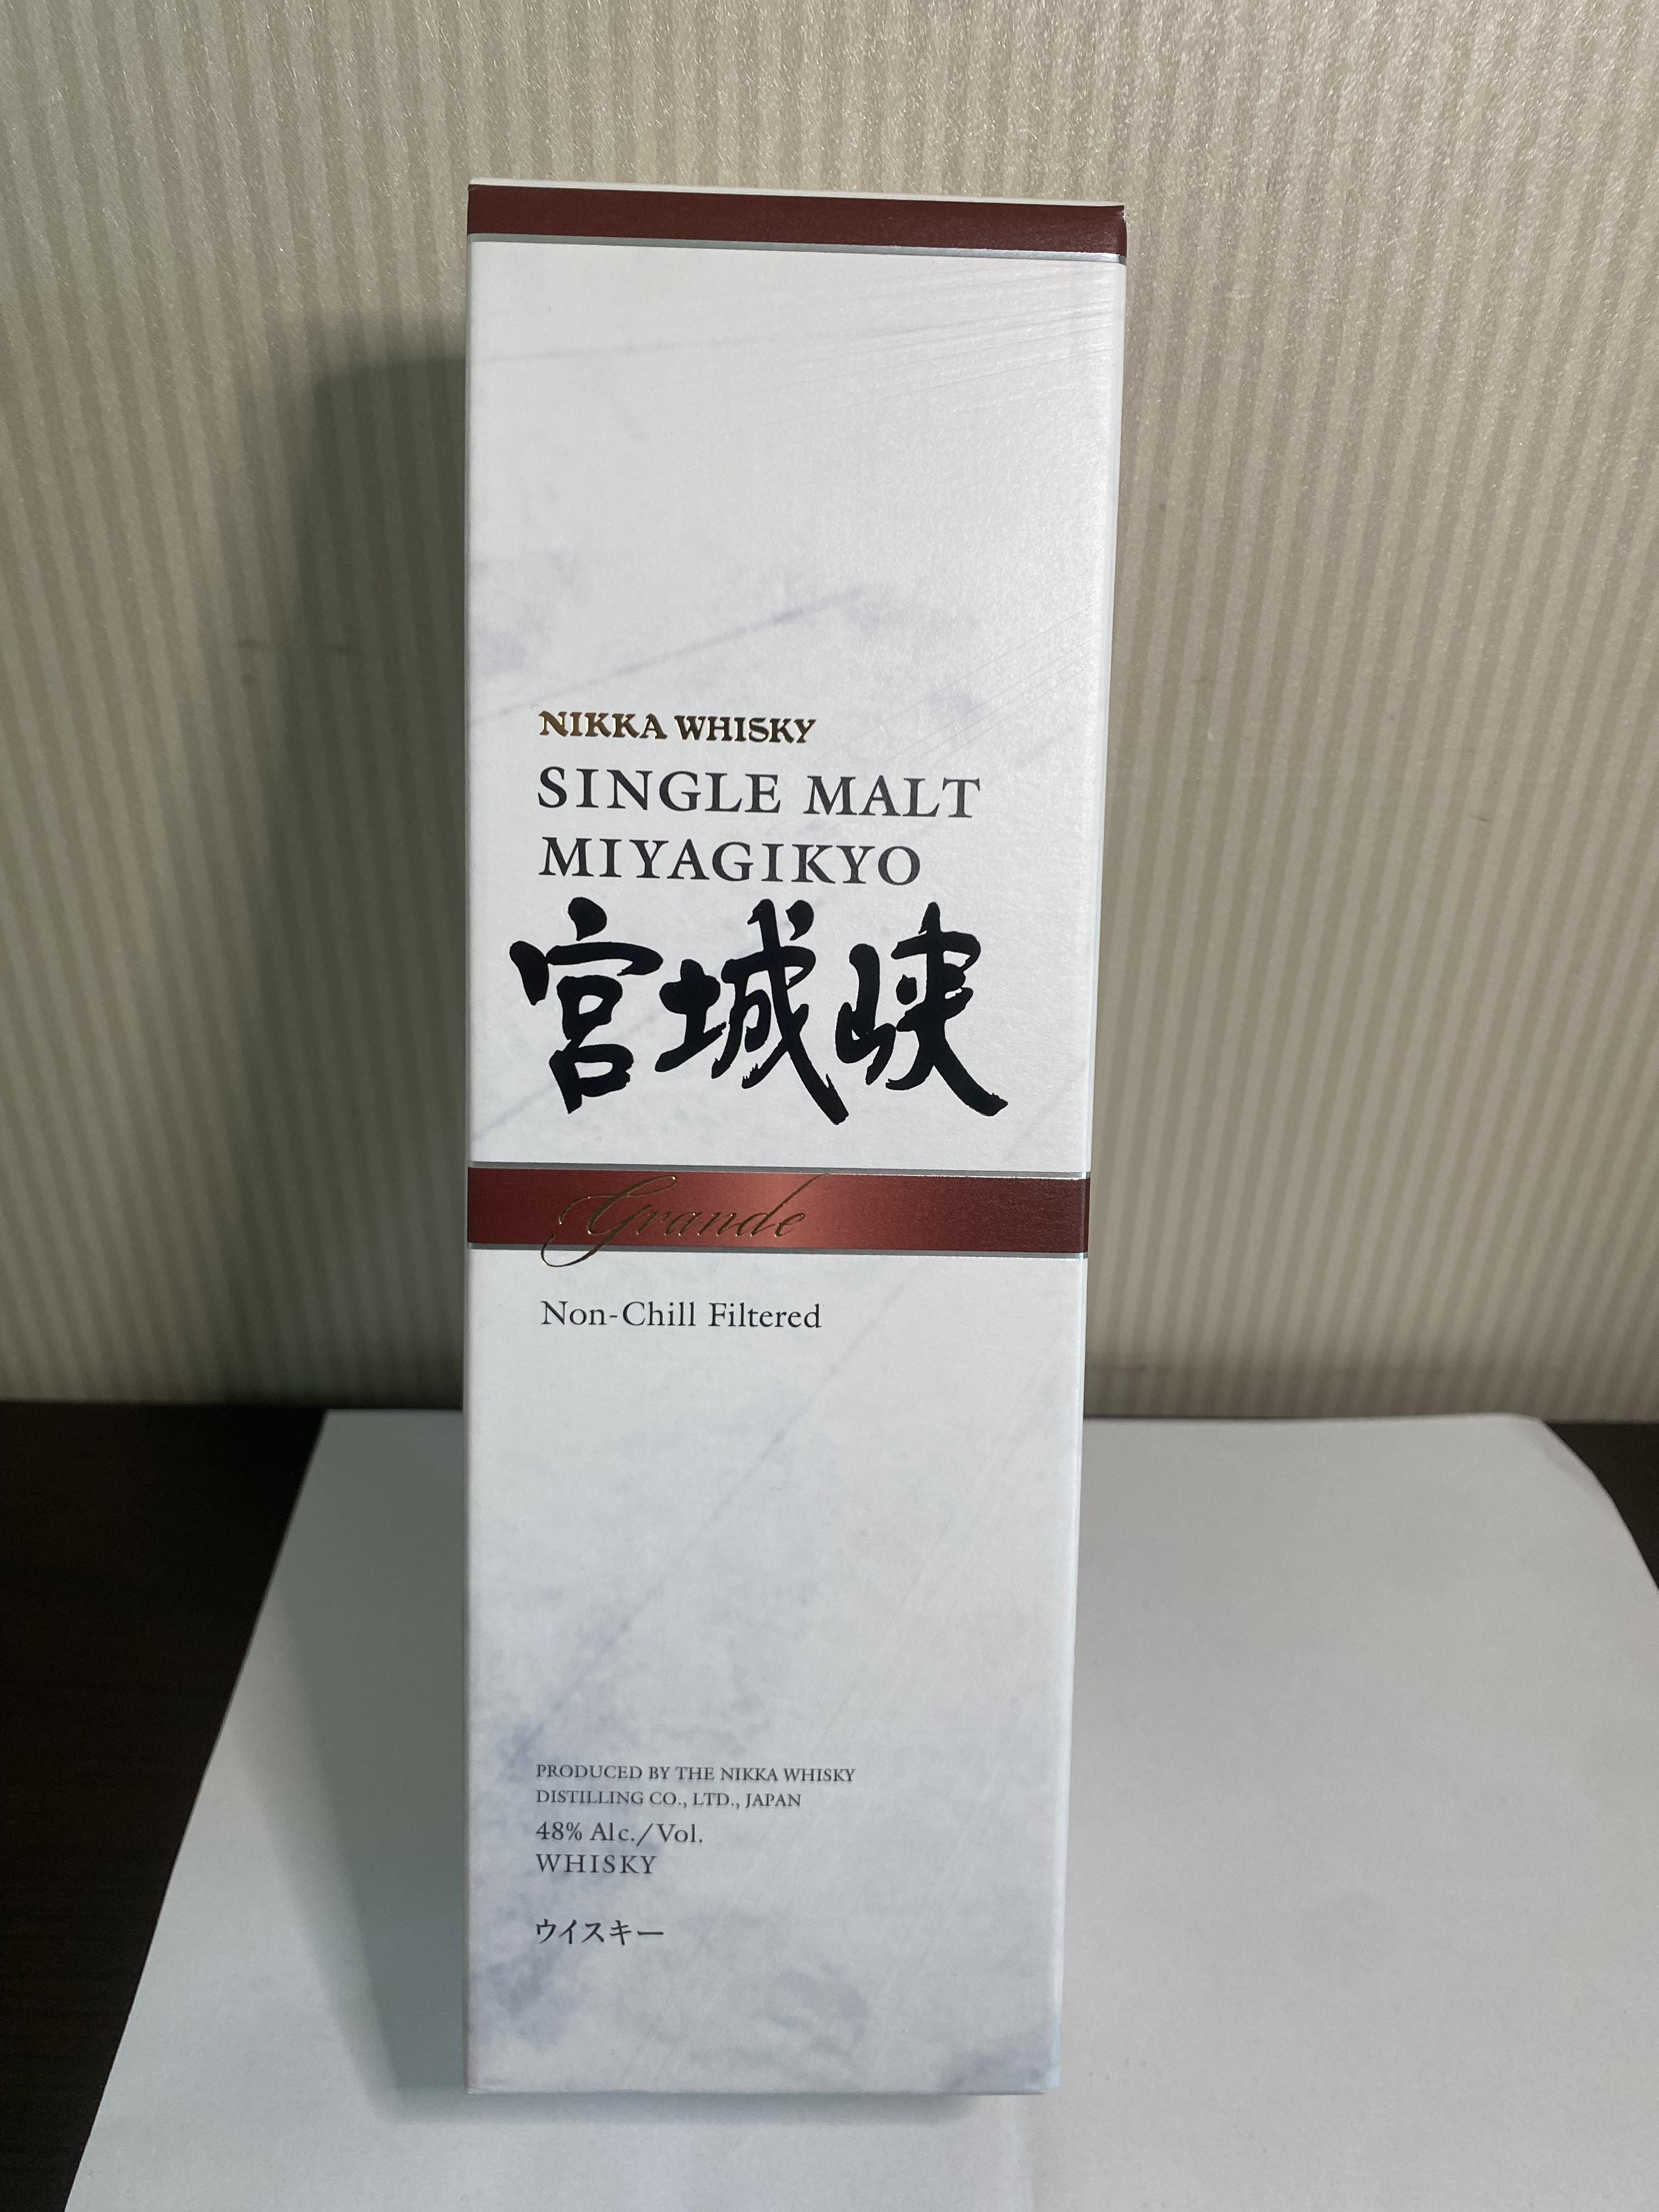 NIKKA WHISKY
SINGLE MALT
MIYAGIKYO
宮城峡
Grande
Non-Chill Filtered
PRODUCED BY THE NIKKA WHISKY
DISTILLING CO., LTD., JAPAN
48% Alc./Vol.
WHISKY
ウイスキー